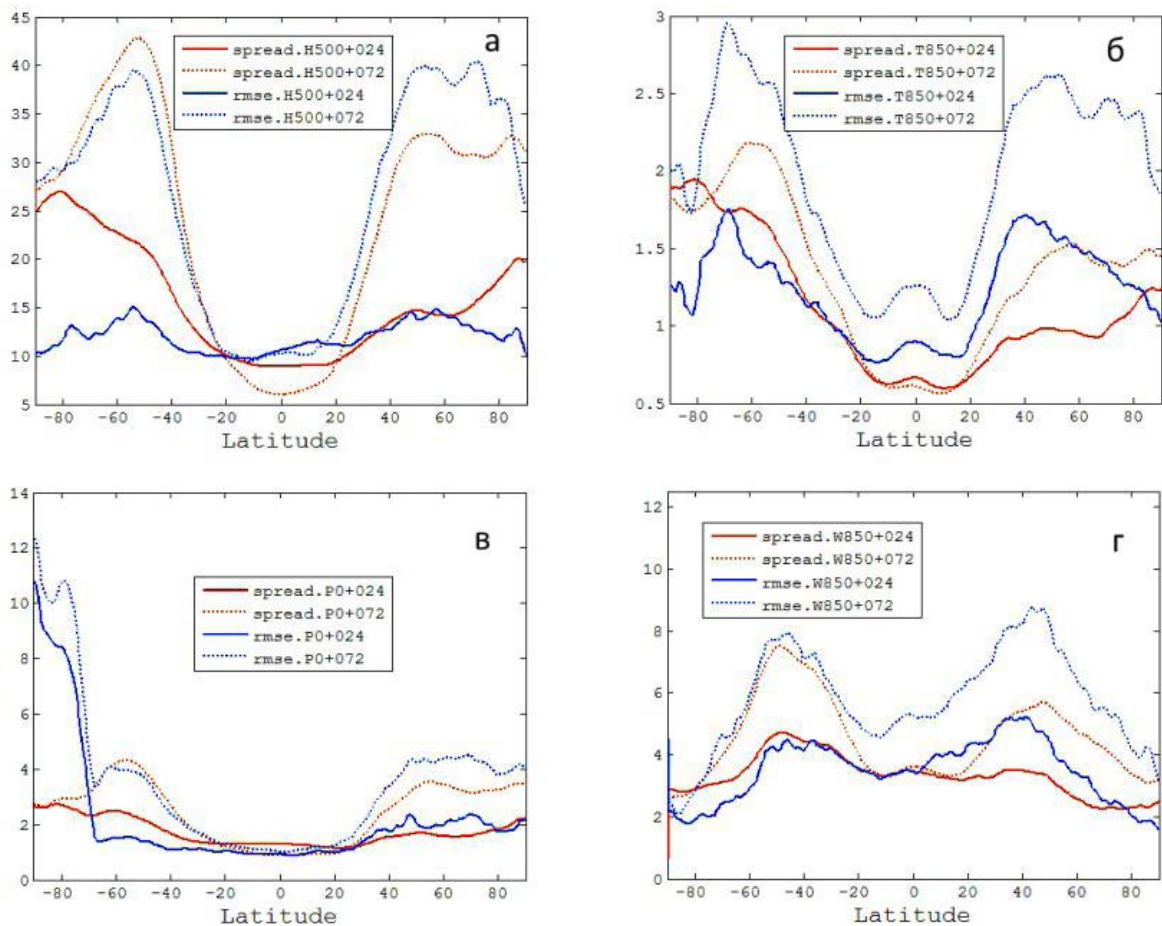 45
40
35
30
25
20
15
10
5
-80 -60 -40 -20 0 20 40 60 80
Latitude
spread.H500+024
spread.H500+072
rmse.H500+024
rmse.H500+072
а
3
2.5
2
1.5
1
0.5
-80 -60 -40 -20 0 20 40 60 80
Latitude
spread.T850+024
spread.T850+072
rmse.T850+024
rmse.T850+072
б
14
12
10
8
6
4
2
0
-80 -60 -40 -20 0 20 40 60 80
Latitude
spread.P0+024
spread.P0+072
rmse.P0+024
rmse.P0+072
в
12
10
8
6
4
2
0
-80 -60 -40 -20 0 20 40 60 80
Latitude
spread.W850+024
spread.W850+072
rmse.W850+024
rmse.W850+072
г